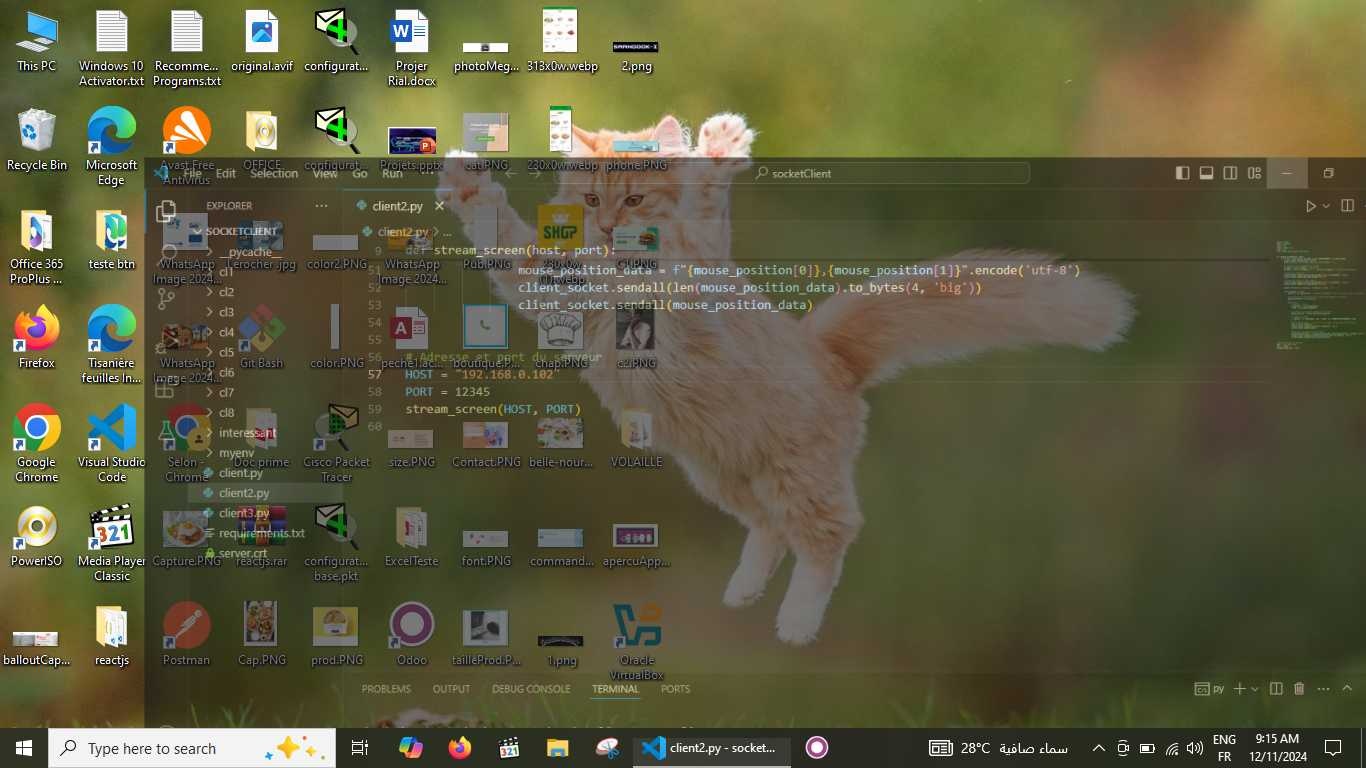 This PC
Windows 10 Activator.txt
Recomme... Programs.txt
original.avif
configurat...
Projer Rial.docx
photoMeg...
313x0w.webp
2.png
Recycle Bin
Microsoft Edge
Avast Free Antivirus
OFFICE
configurat...
Projets.pptx
cat.PNG
230x0w.webp
phone.PNG
File Edit Selection View Go Run ...
socketClient
EXPLORER
client2.py
SOCKETCLIENT
client2.py > ...
__pycache__
cl1
cl2
cl3
cl4
cl5
cl6
cl7
cl8
interessant
myenv
client.py
client2.py
client3.py
requirements.txt
server.crt
9 def stream_screen(host, port):
51 mouse_position_data = f"{mouse_position[0]},{mouse_position[1]}".encode('utf-8')
52 client_socket.sendall(len(mouse_position_data).to_bytes(4, 'big'))
53 client_socket.sendall(mouse_position_data)
54
55
56 # Adresse et port du serveur
57 HOST = "192.168.0.102"
58 PORT = 12345
59 stream_screen(HOST, PORT)
60
Office 365 ProPlus ...
teste btn
WhatsApp Image 2024...
Lerocher .jpg
color2.PNG
WhatsApp Image 2024...
Pub.PNG
SHOP
C1.PNG
Firefox
Tisanière feuilles In...
WhatsApp Image 2024...
Git Bash
color.PNG
peche1.ac...
boutique.P...
chap.PNG
c2.PNG
Google Chrome
Visual Studio Code
Selon - Chrome
Doc prime
Cisco Packet Tracer
size.PNG
Contact.PNG
belle-nour...
VOLAILLE
PowerISO
Media Player Classic
Capture.PNG
reactjs.rar
configurat... base.pkt
ExcelTeste
font.PNG
command...
apercuApp...
balloutCap...
reactjs
Postman
Cap.PNG
prod.PNG
Odoo
tailleProd.P...
1.png
Oracle VirtualBox
PROBLEMS OUTPUT DEBUG CONSOLE TERMINAL PORTS
py
Type here to search
client2.py - socket...
28°C سماء صافية
ENG
FR
9:15 AM
12/11/2024